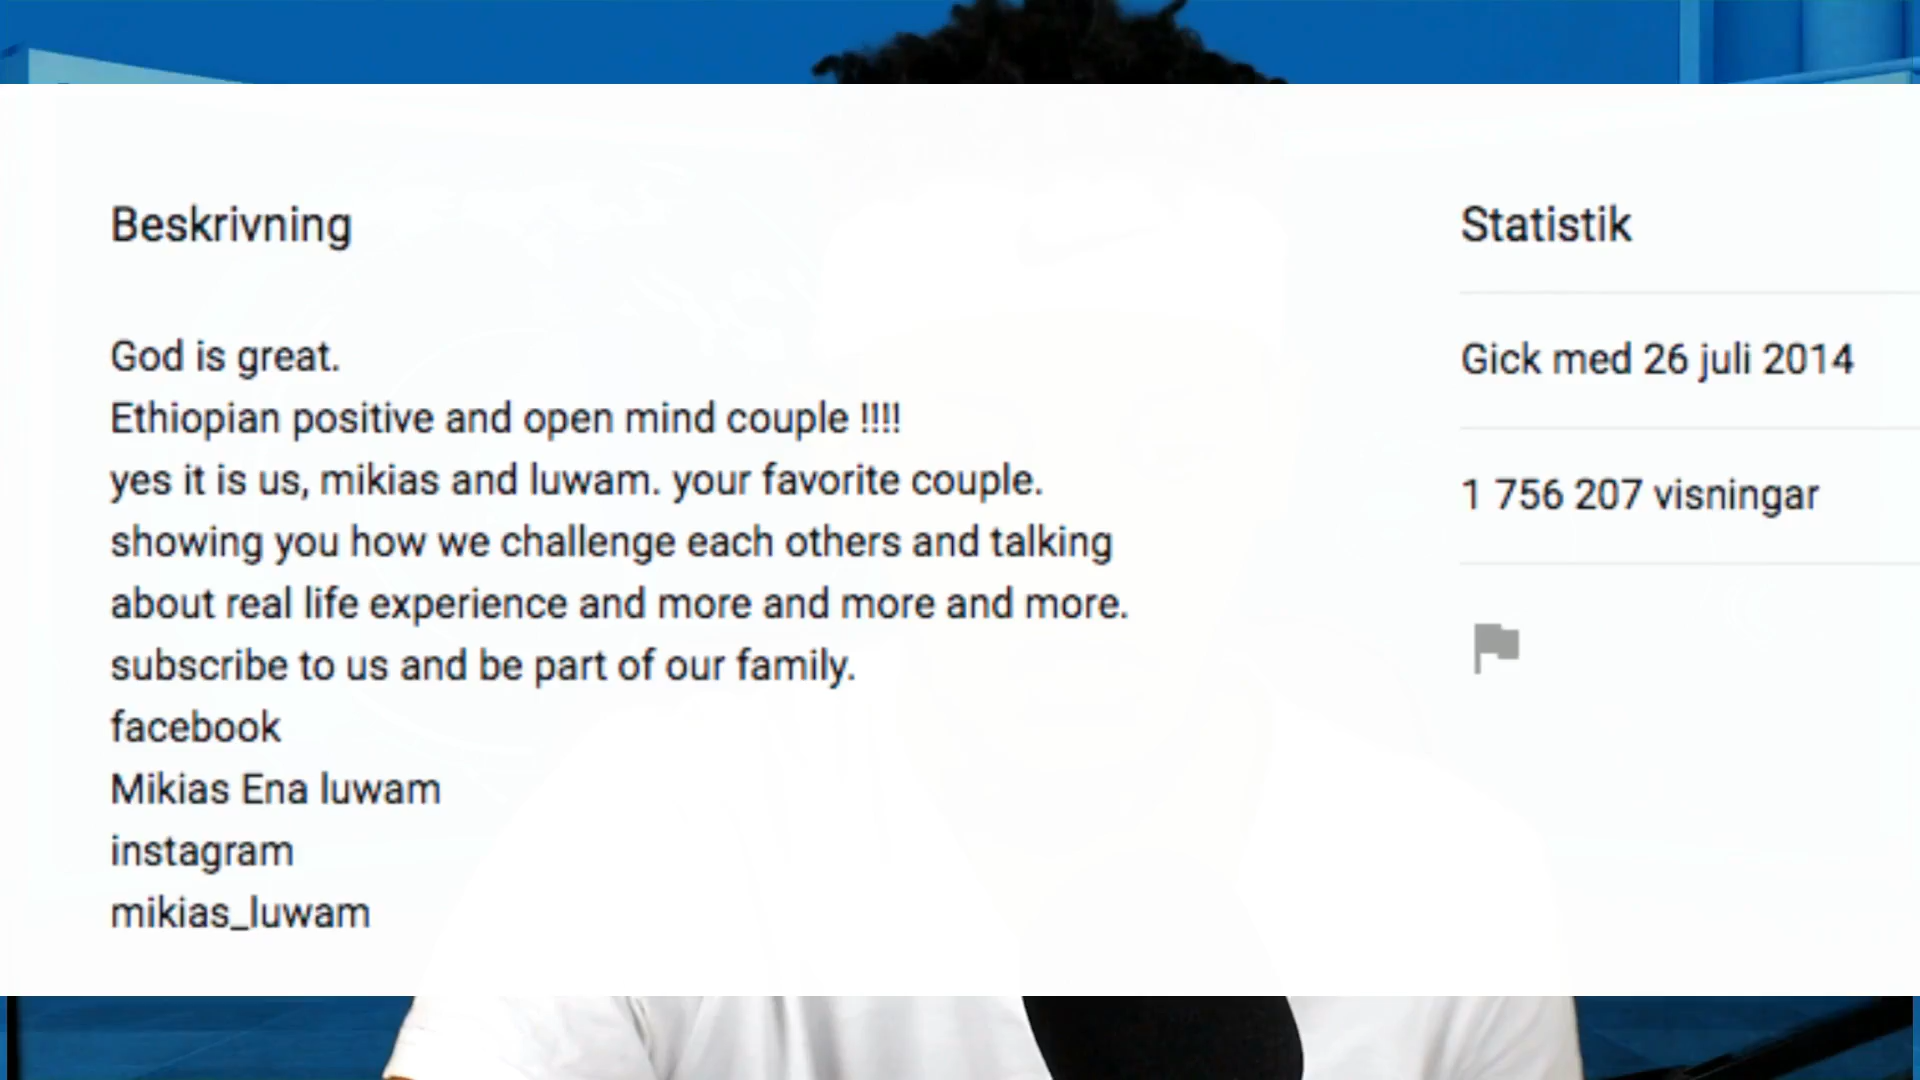 Beskrivning
God is great.
Ethiopian positive and open mind couple !!!!
yes it is us, mikias and luwam. your favorite couple.
showing you how we challenge each others and talking
about real life experience and more and more and more.
subscribe to us and be part of our family.
facebook
Mikias Ena luwam
instagram
mikias_luwam
Statistik
Gick med 26 juli 2014
1 756 207 visningar